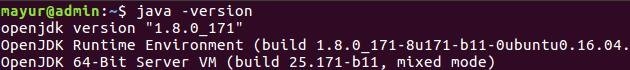 mayur@admin:~$ java -version
openjdk version "1.8.0_171"
OpenJDK Runtime Environment (build 1.8.0_171-8u171-b11-0ubuntu0.16.04.
OpenJDK 64-Bit Server VM (build 25.171-b11, mixed mode)